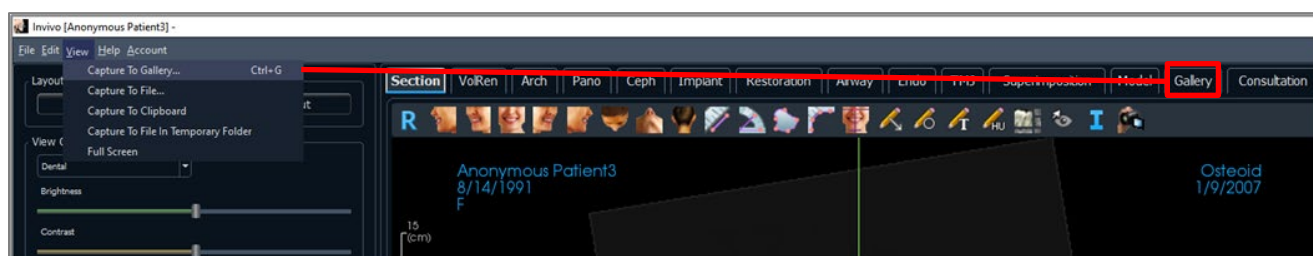 Invivo [Anonymous Patient3] -
File Edit View Help Account
Capture To Gallery... Ctrl+G
Capture To File...
Capture To Clipboard
Capture To File In Temporary Folder
Full Screen
Layout
View
Dental
Brightness
Contrast
Section VolRen Arch Pano Ceph Implant Restoration Airway Endo TMJ Superimposition Model Gallery Consultation
R T HU I
Anonymous Patient3
8/14/1991
F
Osteoid
1/9/2007
15
(cm)